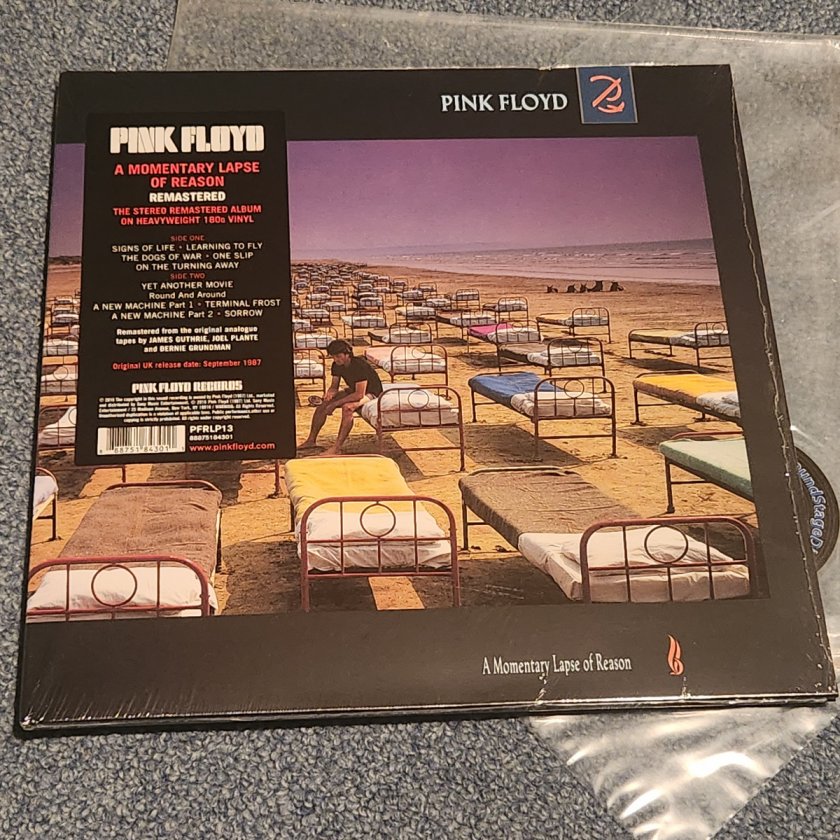 PINK FLOYD
PINK FLOYD
A MOMENTARY LAPSE
OF REASON
REMASTERED
THE STEREO REMASTERED ALBUM
ON HEAVYWEIGHT 180g VINYL
SIDE ONE
SIGNS OF LIFE • LEARNING TO FLY
THE DOGS OF WAR • ONE SLIP
ON THE TURNING AWAY
SIDE TWO
YET ANOTHER MOVIE
Round And Around
A NEW MACHINE Part 1 • TERMINAL FROST
A NEW MACHINE Part 2 • SORROW
Remastered from the original analogue
tapes by JAMES GUTHRIE, JOEL PLANTE
and BERNIE GRUNDMAN
Original UK release date: September 1987
PINK FLOYD RECORDS
PFRLP13
88875184301
www.pinkfloyd.com
A Momentary Lapse of Reason